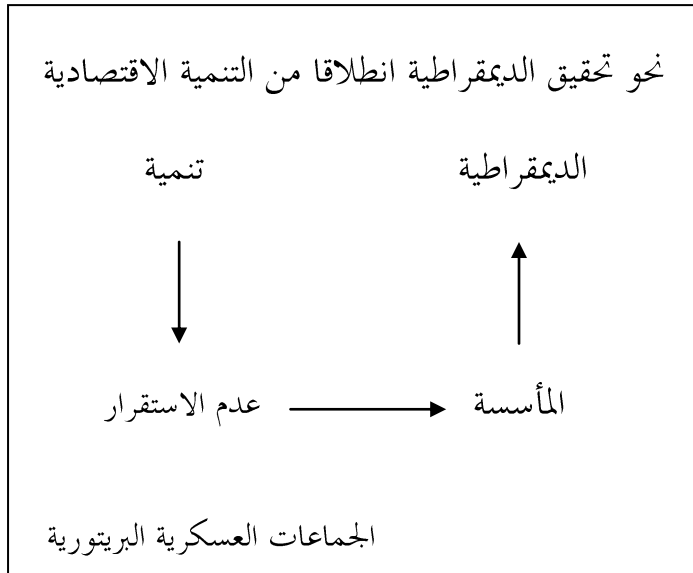 نحو تحقيق الديمقراطية انطلاقا من التنمية الاقتصادية
الديمقراطية تنمية
المأسسة عدم الاستقرار
الجماعات العسكرية البريتورية